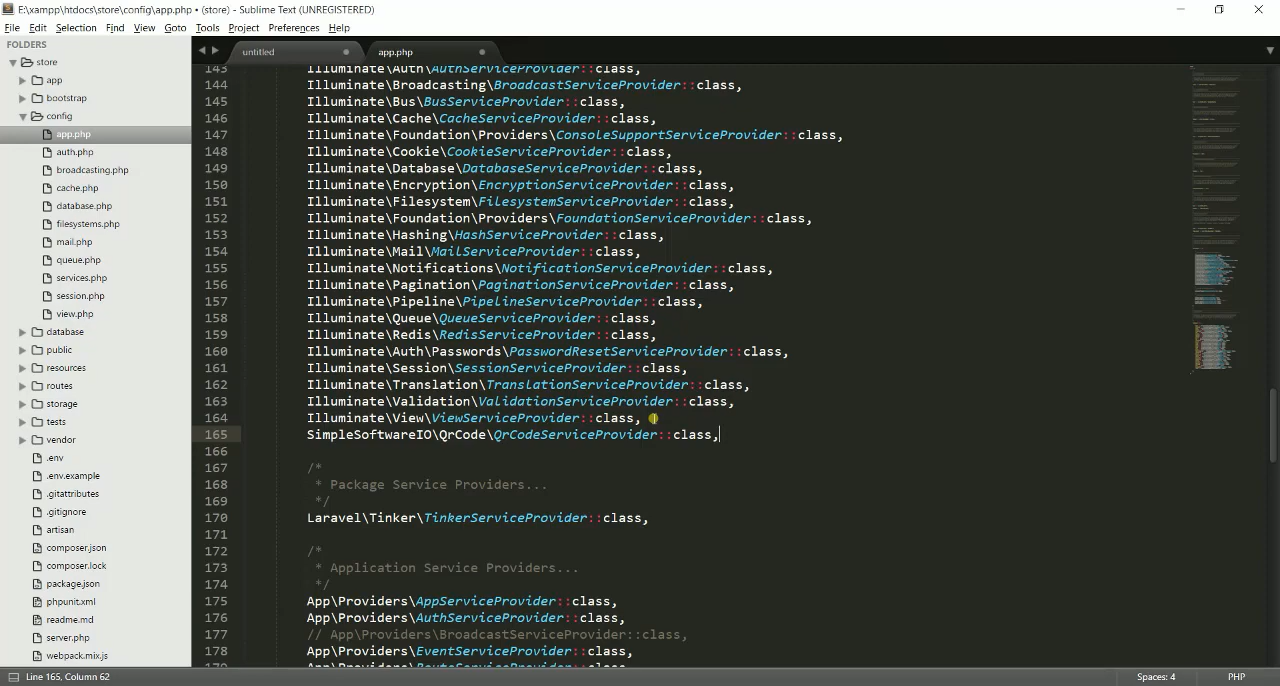 E:\xampp\htdocs\store\config\app.php • (store) - Sublime Text (UNREGISTERED)
File Edit Selection Find View Goto Tools Project Preferences Help
FOLDERS
store
app
bootstrap
config
app.php
auth.php
broadcasting.php
cache.php
database.php
filesystems.php
mail.php
queue.php
services.php
session.php
view.php
database
public
resources
routes
storage
tests
vendor
.env
.env.example
.gitattributes
.gitignore
artisan
composer.json
composer.lock
package.json
phpunit.xml
readme.md
server.php
webpack.mix.js
untitled
app.php
143 Illuminate\Auth\AuthServiceProvider::class,
144 Illuminate\Broadcasting\BroadcastServiceProvider::class,
145 Illuminate\Bus\BusServiceProvider::class,
146 Illuminate\Cache\CacheServiceProvider::class,
147 Illuminate\Foundation\Providers\ConsoleSupportServiceProvider::class,
148 Illuminate\Cookie\CookieServiceProvider::class,
149 Illuminate\Database\DatabaseServiceProvider::class,
150 Illuminate\Encryption\EncryptionServiceProvider::class,
151 Illuminate\Filesystem\FilesystemServiceProvider::class,
152 Illuminate\Foundation\Providers\FoundationServiceProvider::class,
153 Illuminate\Hashing\HashServiceProvider::class,
154 Illuminate\Mail\MailServiceProvider::class,
155 Illuminate\Notifications\NotificationServiceProvider::class,
156 Illuminate\Pagination\PaginationServiceProvider::class,
157 Illuminate\Pipeline\PipelineServiceProvider::class,
158 Illuminate\Queue\QueueServiceProvider::class,
159 Illuminate\Redis\RedisServiceProvider::class,
160 Illuminate\Auth\Passwords\PasswordResetServiceProvider::class,
161 Illuminate\Session\SessionServiceProvider::class,
162 Illuminate\Translation\TranslationServiceProvider::class,
163 Illuminate\Validation\ValidationServiceProvider::class,
164 Illuminate\View\ViewServiceProvider::class,
165 SimpleSoftwareIO\QrCode\QrCodeServiceProvider::class,
166
167 /*
168 * Package Service Providers...
169 */
170 Laravel\Tinker\TinkerServiceProvider::class,
171
172 /*
173 * Application Service Providers...
174 */
175 App\Providers\AppServiceProvider::class,
176 App\Providers\AuthServiceProvider::class,
177 // App\Providers\BroadcastServiceProvider::class,
178 App\Providers\EventServiceProvider::class,
179 App\Providers\RouteServiceProvider::class,
Line 165, Column 62
Spaces: 4
PHP